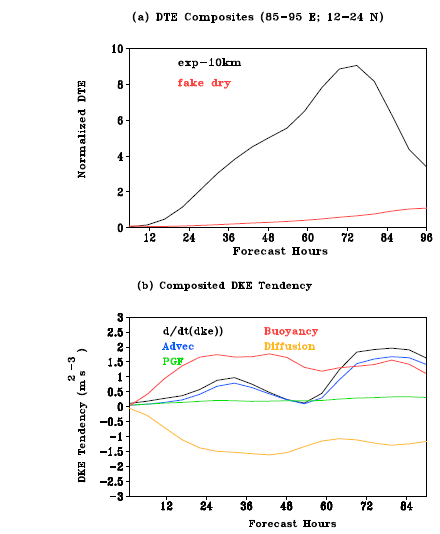 (a) DTE Composites (85-95 E; 12-24 N)
10
8
6
4
2
0
Normalized DTE
exp-10km
fake dry
12 24 36 48 60 72 84 96
Forecast Hours
(b) Composited DKE Tendency
3
2.5
2
1.5
1
0.5
0
-0.5
-1
-1.5
-2
-2.5
-3
DKE Tendency (m s )
2 -3
d/dt(dke)) Buoyancy
Advec Diffusion
PGF
12 24 36 48 60 72 84
Forecast Hours